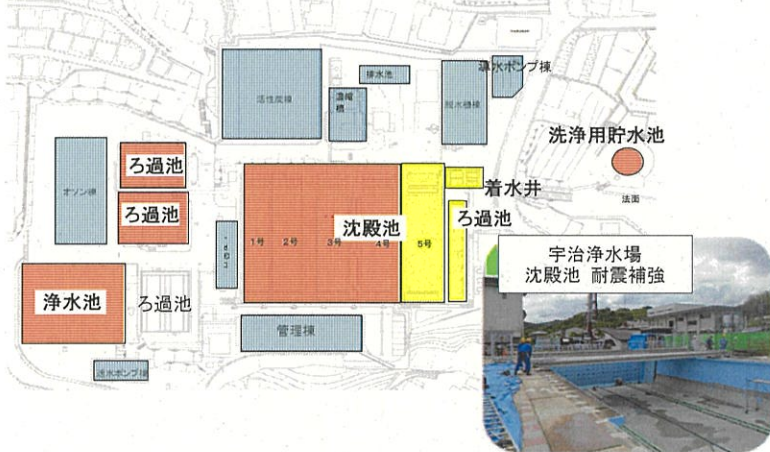 導水ポンプ棟
排水池
活性炭棟
濃縮
槽
脱水機棟
洗浄用貯水池
ろ過池
オゾン棟
着水井
法面
ろ過池
沈殿池
ろ過池
1号
2号
3号
4号
5号
宇治浄水場
沈殿池 耐震補強
浄水池
ろ過池
管理棟
送水ポンプ棟